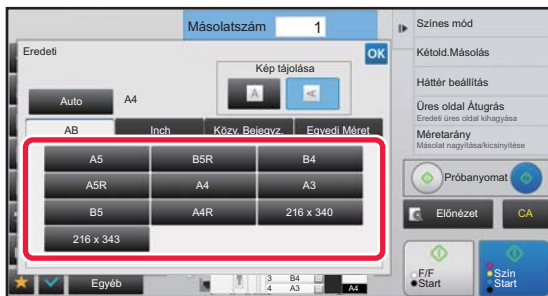 Másolatszám 1
Eredeti
OK
Kép tájolása
A A
Auto A4
AB Inch Közv. Bejegyz. Egyedi Méret
A5 B5R B4
A5R A4 A3
B5 A4R 216 x 340
216 x 343
Egyéb
3 B4
4 A3
A4
Színes mód
Kétold.Másolás
Háttér beállítás
Üres oldal Átugrás
Eredeti üres oldal kihagyása
Méretarány
Másolat nagyítása/kicsinyítése
Próbanyomat
Előnézet CA
F/F
Start
Szín
Start